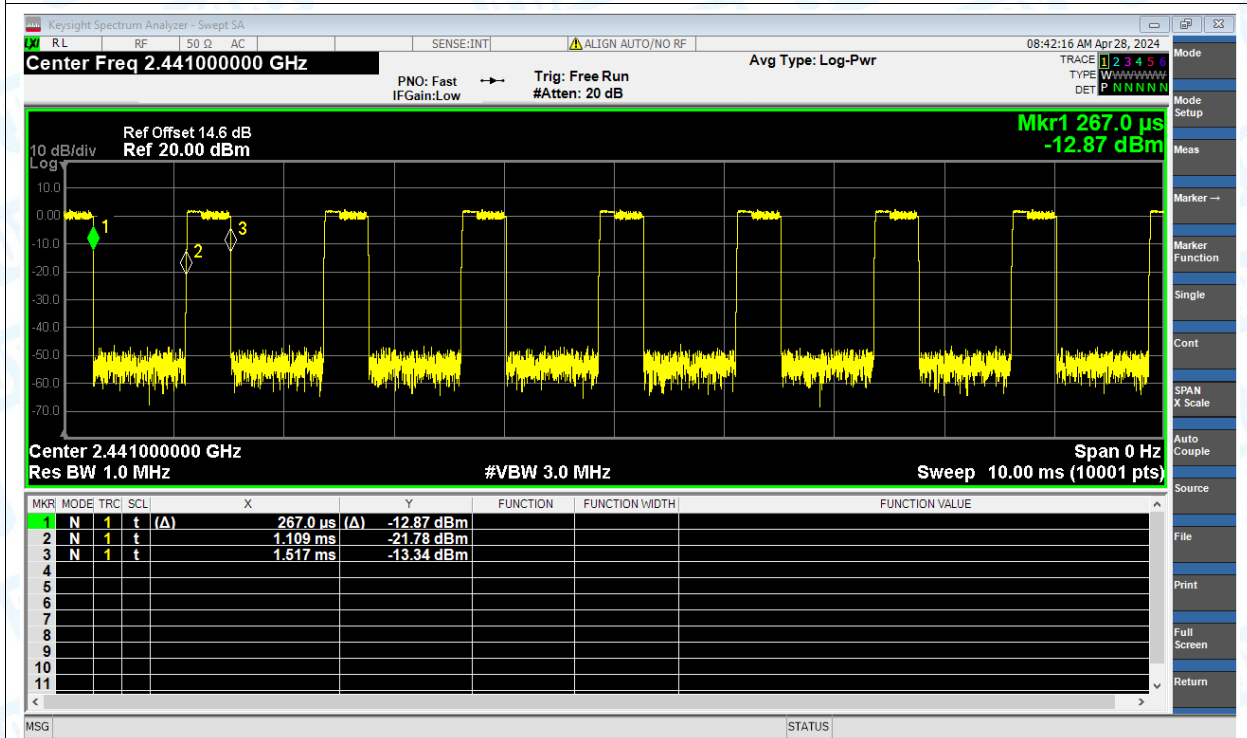 Keysight Spectrum Analyzer - Swept SA
LXI RL RF 50 Ω AC SENSE:INT ALIGN AUTO/NO RF 08:42:16 AM Apr 28, 2024
Center Freq 2.441000000 GHz
PNO: Fast
IFGain:Low
Trig: Free Run
#Atten: 20 dB
Avg Type: Log-Pwr
TRACE 1 2 3 4 5 6
TYPE WWWWWW
DET P N N N N N
Ref Offset 14.6 dB
10 dB/div Ref 20.00 dBm
Log
Mkr1 267.0 µs
-12.87 dBm
10.0
0.00
-10.0
-20.0
-30.0
-40.0
-50.0
-60.0
-70.0
1
2
3
Center 2.441000000 GHz Span 0 Hz
Res BW 1.0 MHz #VBW 3.0 MHz Sweep 10.00 ms (10001 pts)
MKR MODE TRC SCL X Y FUNCTION FUNCTION WIDTH FUNCTION VALUE
1 N 1 t (Δ) 267.0 µs (Δ) -12.87 dBm
2 N 1 t 1.109 ms -21.78 dBm
3 N 1 t 1.517 ms -13.34 dBm
4
5
6
7
8
9
10
11
MSG STATUS
Mode
Mode Setup
Meas
Marker →
Marker Function
Single
Cont
SPAN X Scale
Auto Couple
Source
File
Print
Full Screen
Return